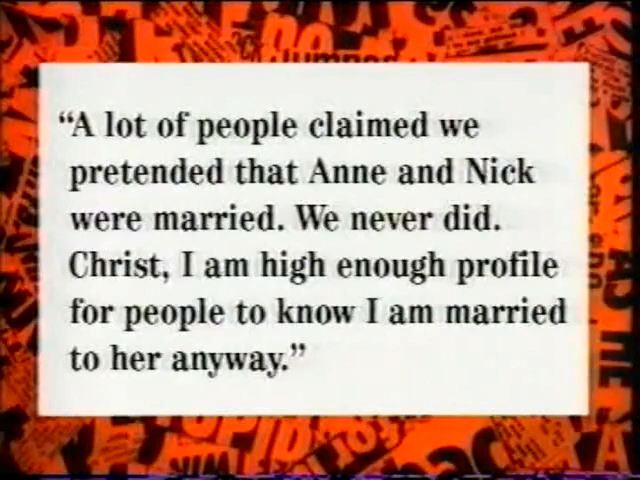 “A lot of people claimed we
pretended that Anne and Nick
were married. We never did.
Christ, I am high enough profile
for people to know I am married
to her anyway.”